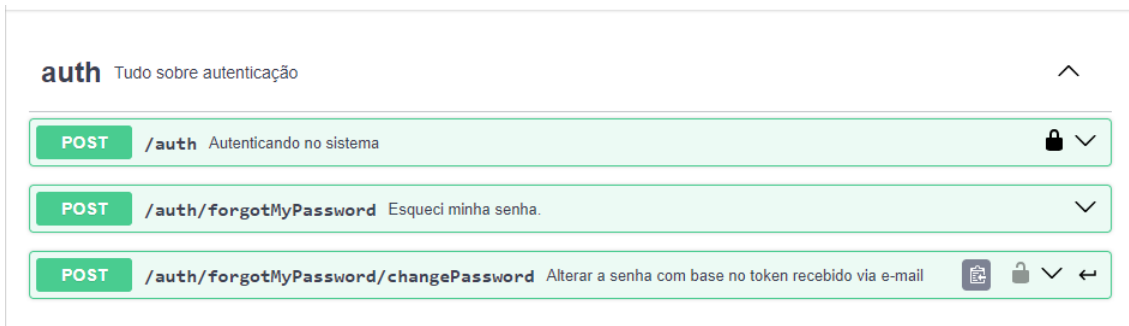 auth Tudo sobre autenticação
POST /auth Autenticando no sistema
POST /auth/forgotMyPassword Esqueci minha senha.
POST /auth/forgotMyPassword/changePassword Alterar a senha com base no token recebido via e-mail